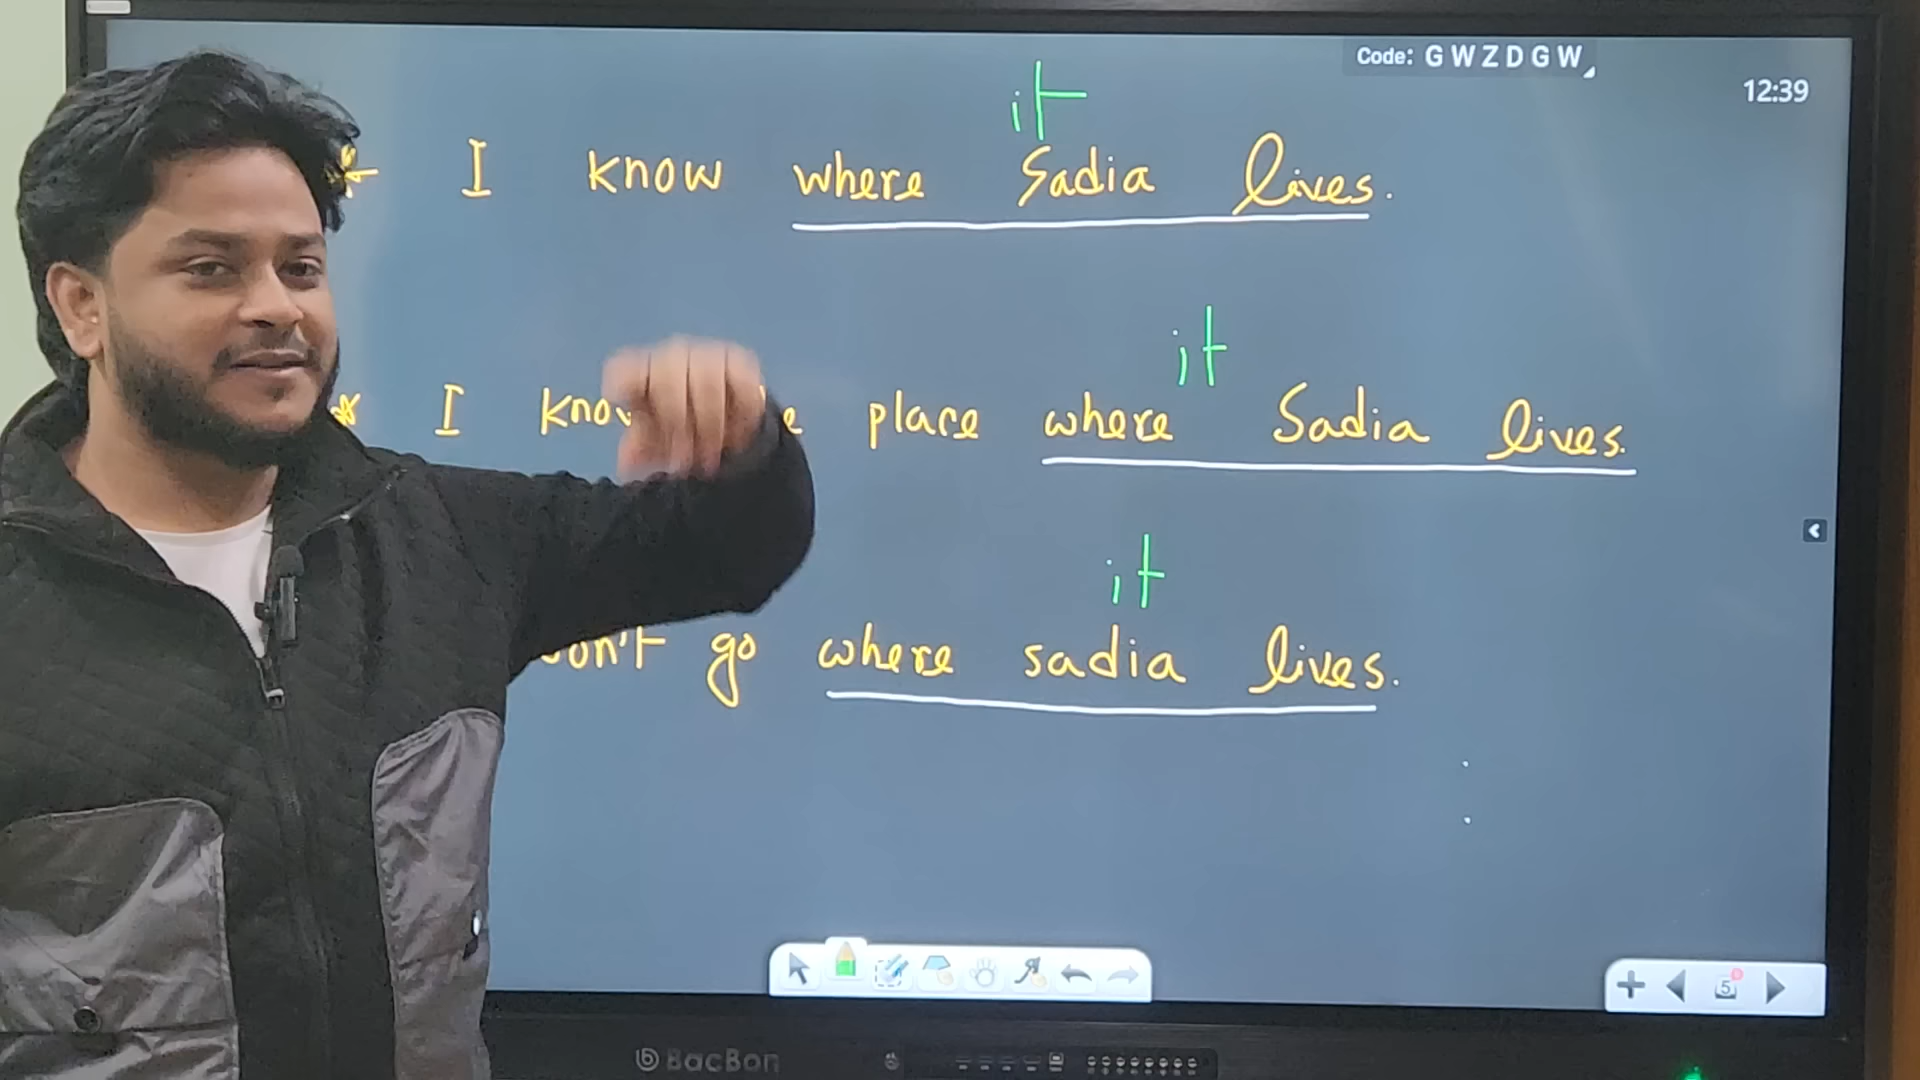 Code: GWZDGW
12:39
it
* I know where Sadia lives.
it
* I know place where Sadia lives.
it
go where sadia lives.
5
BacBon